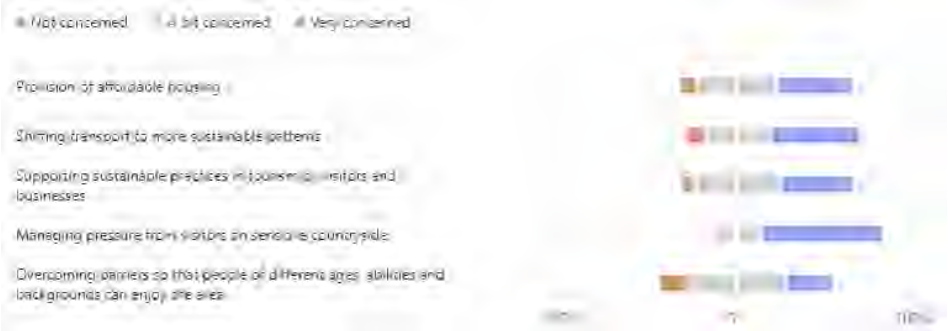 Not concerned A bit concerned Very concerned
Provision of affordable housing
Shifting transport to more sustainable patterns
Supporting sustainable practices in tourism, visitors and
businesses
Managing pressure from visitors on sensitive countryside
Overcoming barriers so that people of different ages, abilities and
backgrounds can enjoy the area
100%